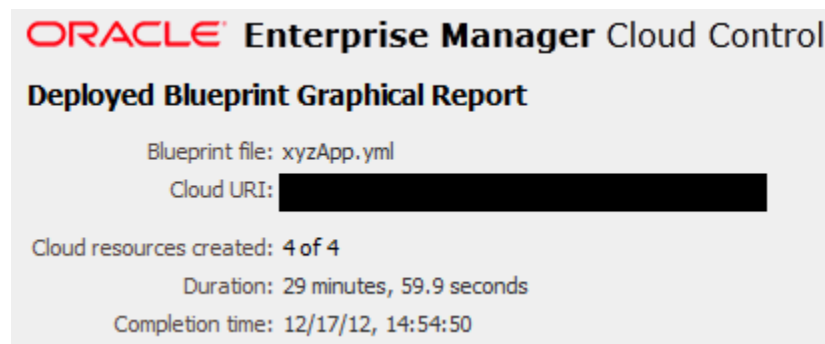 ORACLE Enterprise Manager Cloud Control
Deployed Blueprint Graphical Report
Blueprint file: xyzApp.yml
Cloud URI:
Cloud resources created: 4 of 4
Duration: 29 minutes, 59.9 seconds
Completion time: 12/17/12, 14:54:50